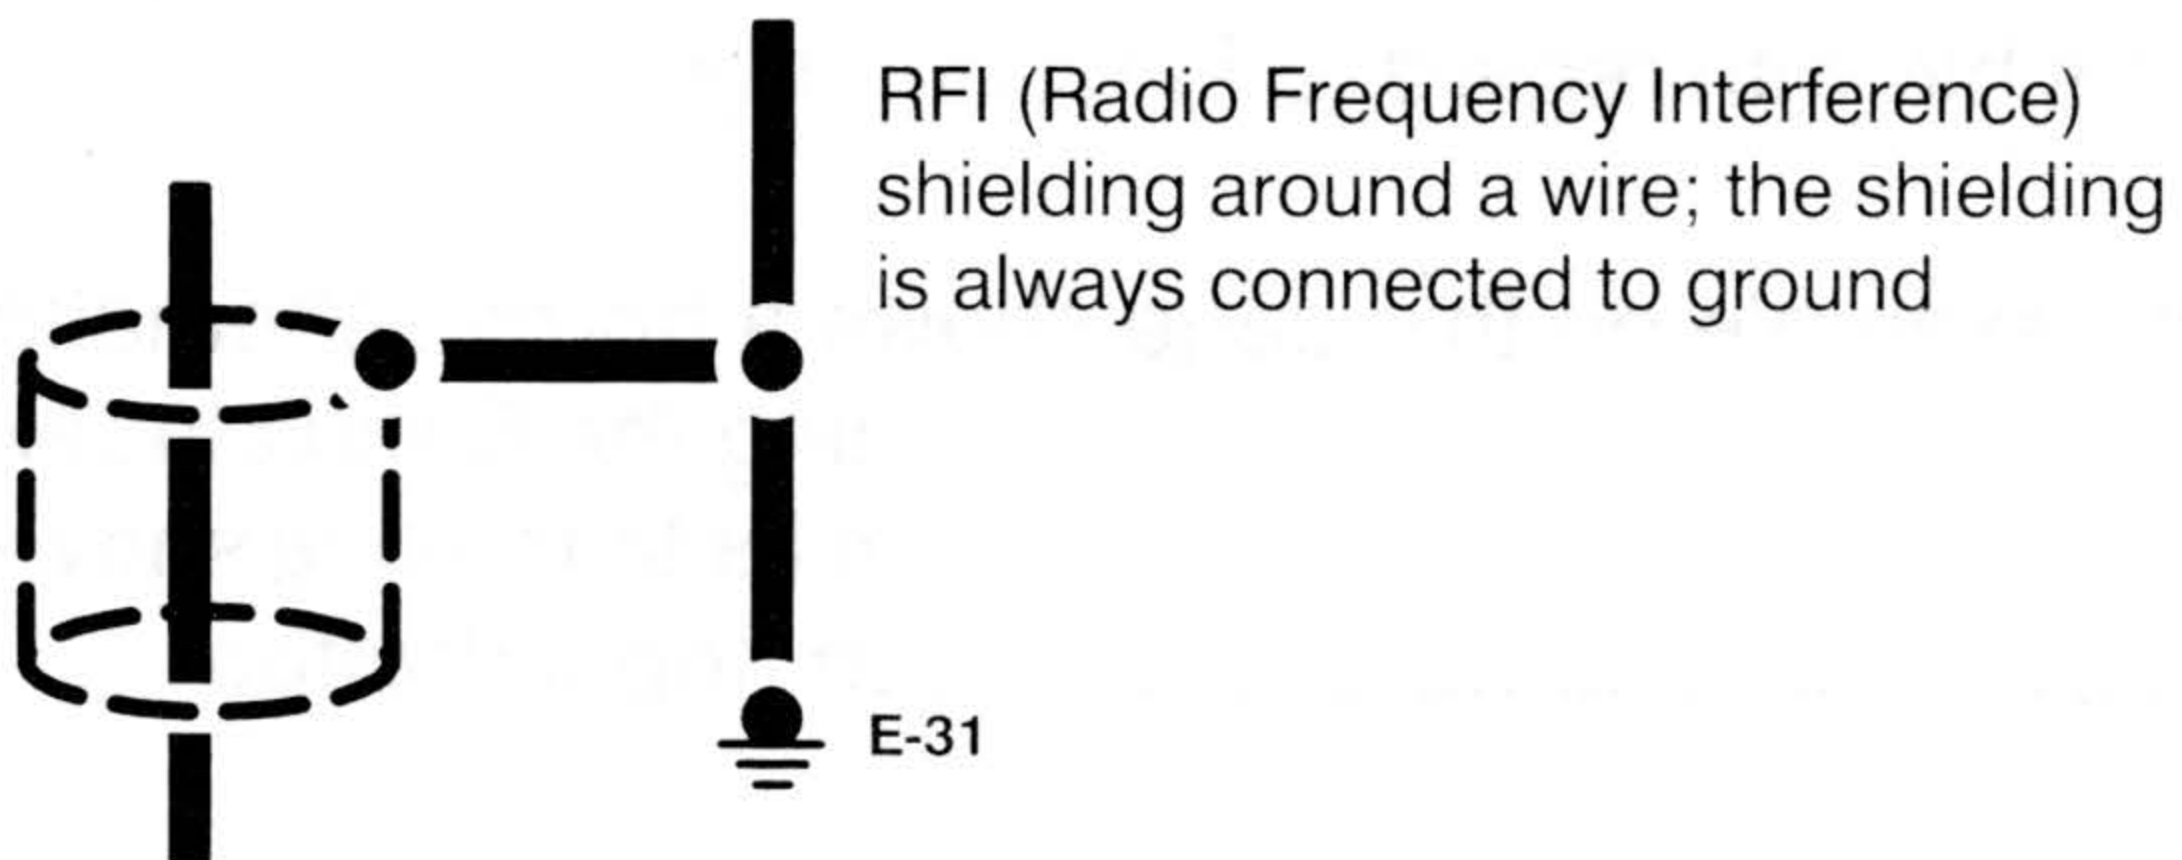 RFI (Radio Frequency Interference)
shielding around a wire; the shielding
is always connected to ground
E-31